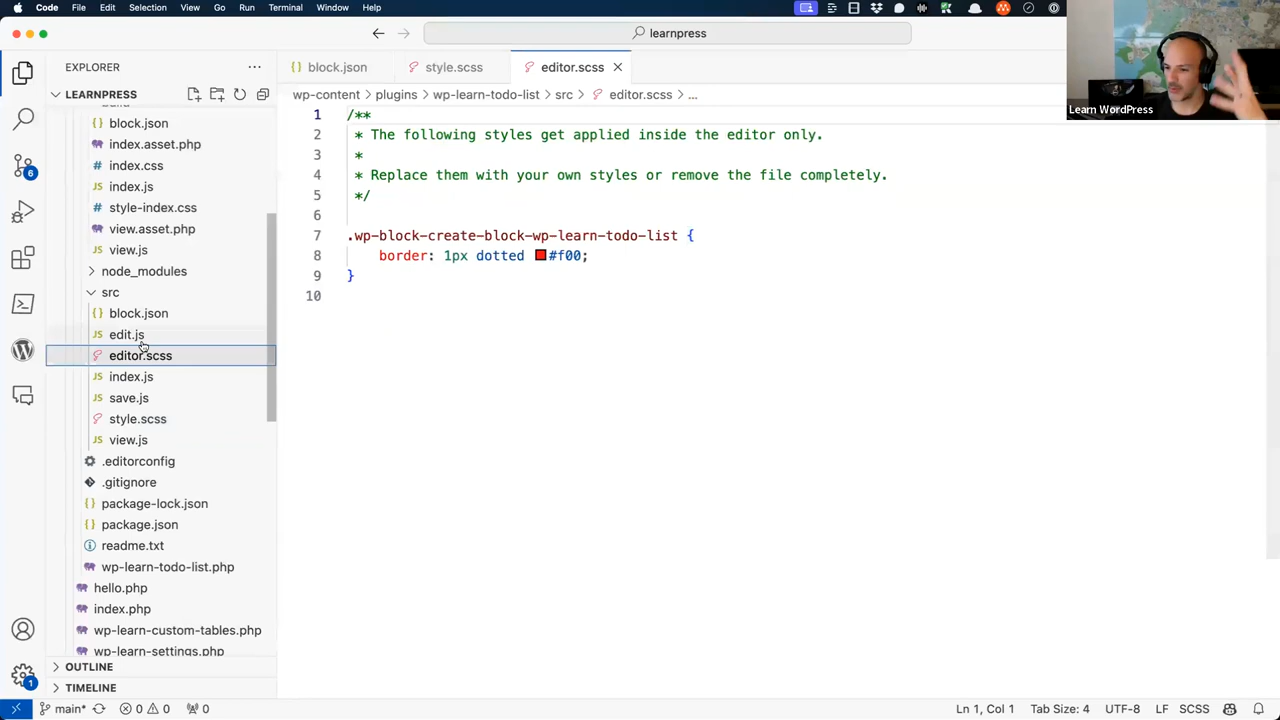 Code File Edit Selection View Go Run Terminal Window Help
learnpress
Learn WordPress
EXPLORER
LEARNPRESS
block.json
index.asset.php
index.css
index.js
style-index.css
view.asset.php
view.js
node_modules
src
block.json
edit.js
editor.scss
index.js
save.js
style.scss
view.js
.editorconfig
.gitignore
package-lock.json
package.json
readme.txt
wp-learn-todo-list.php
hello.php
index.php
wp-learn-custom-tables.php
wp-learn-settings.php
OUTLINE
TIMELINE
6
1
block.json style.scss editor.scss
wp-content > plugins > wp-learn-todo-list > src > editor.scss > ...
1 /**
2 * The following styles get applied inside the editor only.
3 *
4 * Replace them with your own styles or remove the file completely.
5 */
6
7 .wp-block-create-block-wp-learn-todo-list {
8 border: 1px dotted #f00;
9 }
10
main* 0 0 0 Ln 1, Col 1 Tab Size: 4 UTF-8 LF SCSS